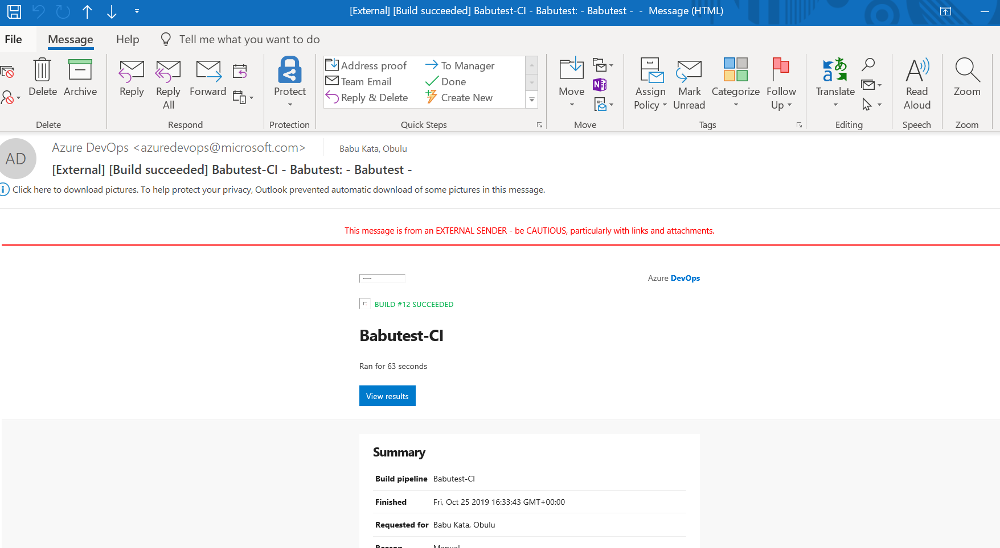 [External] [Build succeeded] Babutest-CI - Babutest: - Babutest - - Message (HTML)
File Message Help Tell me what you want to do
Delete Archive Reply Reply All Forward Protect Address proof To Manager Team Email Done Reply & Delete Create New Move Assign Policy Mark Unread Categorize Follow Up Translate Read Aloud Zoom
Delete Respond Protection Quick Steps Move Tags Editing Speech Zoom
AD
Azure DevOps <azuredevops@microsoft.com> Babu Kata, Obulu
[External] [Build succeeded] Babutest-CI - Babutest: - Babutest -
Click here to download pictures. To help protect your privacy, Outlook prevented automatic download of some pictures in this message.
This message is from an EXTERNAL SENDER - be CAUTIOUS, particularly with links and attachments.
Azure DevOps
BUILD #12 SUCCEEDED
Babutest-CI
Ran for 63 seconds
View results
Summary
Build pipeline Babutest-CI
Finished Fri, Oct 25 2019 16:33:43 GMT+00:00
Requested for Babu Kata, Obulu
Reason Manual